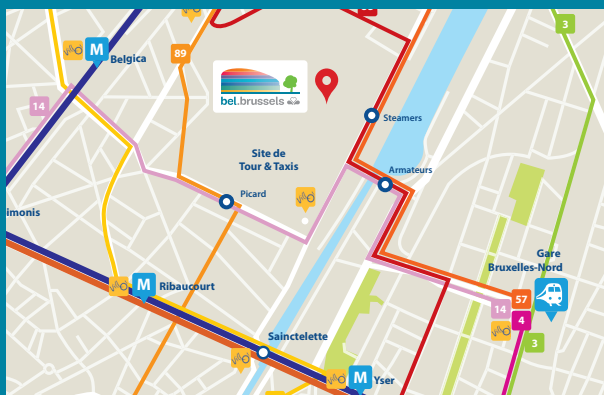 3
M
Belgica
89
14
bel.brussels
Steamers
Site de
Tour & Taxis
Armateurs
Picard
imonis
Gare
Bruxelles-Nord
M
Ribaucourt
57
14
4
3
Sainctelette
M
Yser